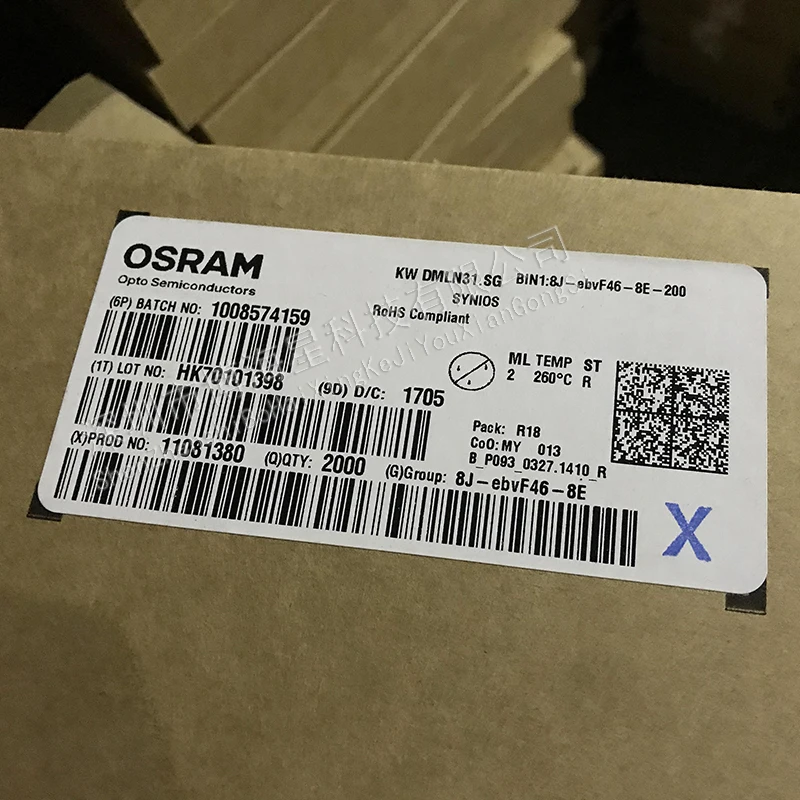 OSRAM
Opto Semiconductors
KW DMLN31.SG BiN1:8J-ebvF46-8E-200
SYNIOS
RoHS Compliant
(6P) BATCH NO: 1008574159
(1T) LOT NO: HK70101398 (9D) D/C: 1705
ML TEMP ST
2 260°C R
Pack: R18
CoO: MY 013
B_P093_0327.1410_R
(X)PROD NO: 11081380 (Q)QTY: 2000 (G)Group: 8J-ebvF46-8E
X